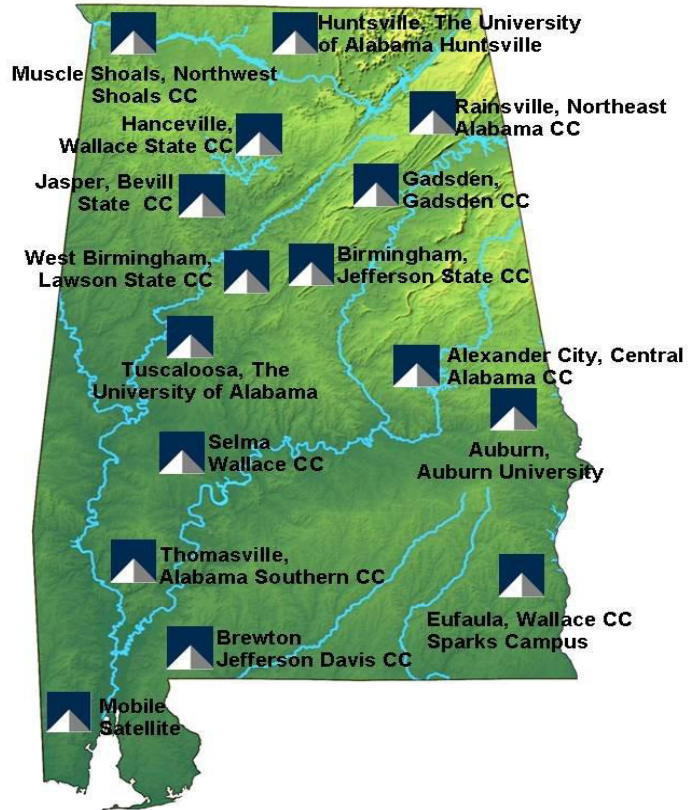 Huntsville, The University
of Alabama Huntsville
Muscle Shoals, Northwest
Shoals CC
Rainsville, Northeast
Alabama CC
Hanceville,
Wallace State CC
Jasper, Bevill
State CC
Gadsden,
Gadsden CC
West Birmingham,
Lawson State CC
Birmingham,
Jefferson State CC
Tuscaloosa, The
University of Alabama
Alexander City, Central
Alabama CC
Selma
Wallace CC
Auburn,
Auburn University
Thomasville,
Alabama Southern CC
Eufaula, Wallace CC
Sparks Campus
Brewton
Jefferson Davis CC
Mobile
Satellite